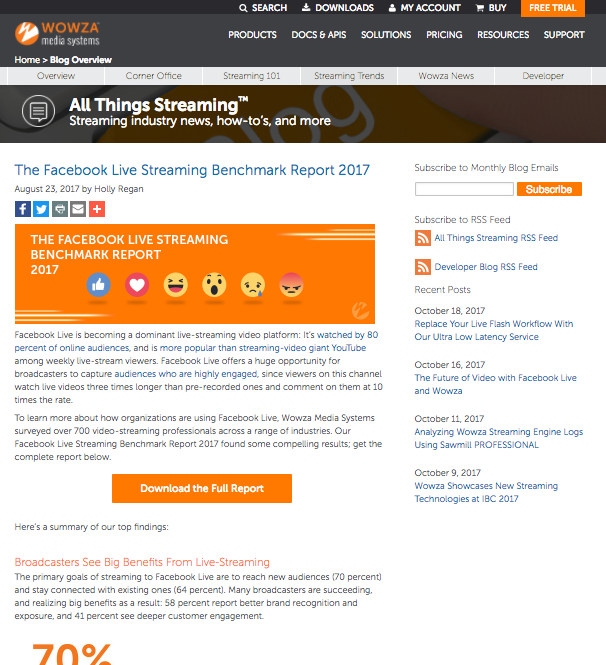 SEARCH DOWNLOADS MY ACCOUNT BUY FREE TRIAL
WOWZA
media systems
PRODUCTS DOCS & APIS SOLUTIONS PRICING RESOURCES SUPPORT
Home > Blog Overview
Overview Corner Office Streaming 101 Streaming Trends Wowza News Developer
All Things Streaming™
Streaming industry news, how-to's, and more
The Facebook Live Streaming Benchmark Report 2017
August 23, 2017 by Holly Regan
THE FACEBOOK LIVE STREAMING
BENCHMARK REPORT
2017
Facebook Live is becoming a dominant live-streaming video platform: It's watched by 80
percent of online audiences, and is more popular than streaming-video giant YouTube
among weekly live-stream viewers. Facebook Live offers a huge opportunity for
broadcasters to capture audiences who are highly engaged, since viewers on this channel
watch live videos three times longer than pre-recorded ones and comment on them at 10
times the rate.
To learn more about how organizations are using Facebook Live, Wowza Media Systems
surveyed over 700 video-streaming professionals across a range of industries. Our
Facebook Live Streaming Benchmark Report 2017 found some compelling results; get the
complete report below.
Download the Full Report
Here's a summary of our top findings:
Broadcasters See Big Benefits From Live-Streaming
The primary goals of streaming to Facebook Live are to reach new audiences (70 percent)
and stay connected with existing ones (64 percent). Many broadcasters are succeeding,
and realizing big benefits as a result: 58 percent report better brand recognition and
exposure, and 41 percent see deeper customer engagement.
70%
Subscribe to Monthly Blog Emails
Subscribe
Subscribe to RSS Feed
All Things Streaming RSS Feed
Developer Blog RSS Feed
Recent Posts
October 18, 2017
Replace Your Live Flash Workflow With
Our Ultra Low Latency Service
October 16, 2017
The Future of Video with Facebook Live
and Wowza
October 11, 2017
Analyzing Wowza Streaming Engine Logs
Using Sawmill PROFESSIONAL
October 9, 2017
Wowza Showcases New Streaming
Technologies at IBC 2017